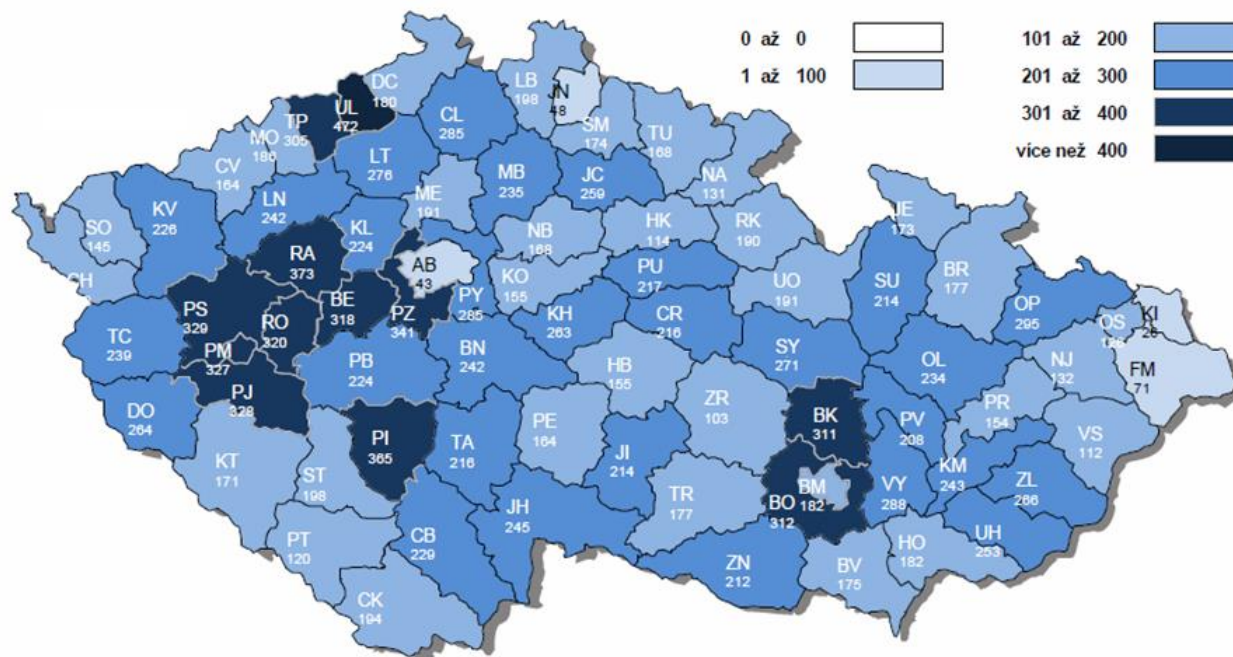 0 až 0
1 až 100
101 až 200
201 až 300
301 až 400
více než 400
DC
180
LB
198
JN
48
UL
472
TP
305
MO
186
CV
164
CL
285
SM
174
TU
168
LT
276
MB
235
JC
259
NA
131
ME
191
LN
242
KV
226
SO
145
CH
KL
224
NB
168
HK
114
RK
190
JE
173
RA
373
AB
43
KO
155
PU
217
UO
191
SU
214
BR
177
OP
295
OS
KI
26
PS
329
RO
320
BE
318
PZ
341
PY
285
KH
263
CR
216
TC
239
PM
327
PB
224
BN
242
HB
155
SY
271
OL
234
NJ
132
FM
71
PJ
328
DO
264
PI
365
TA
216
PE
164
ZR
103
BK
311
PV
208
PR
154
VS
112
KT
171
ST
198
JI
214
TR
177
BO
312
BM
182
VY
288
KM
243
ZL
266
PT
120
CB
229
JH
245
ZN
212
BV
175
HO
182
UH
253
CK
194